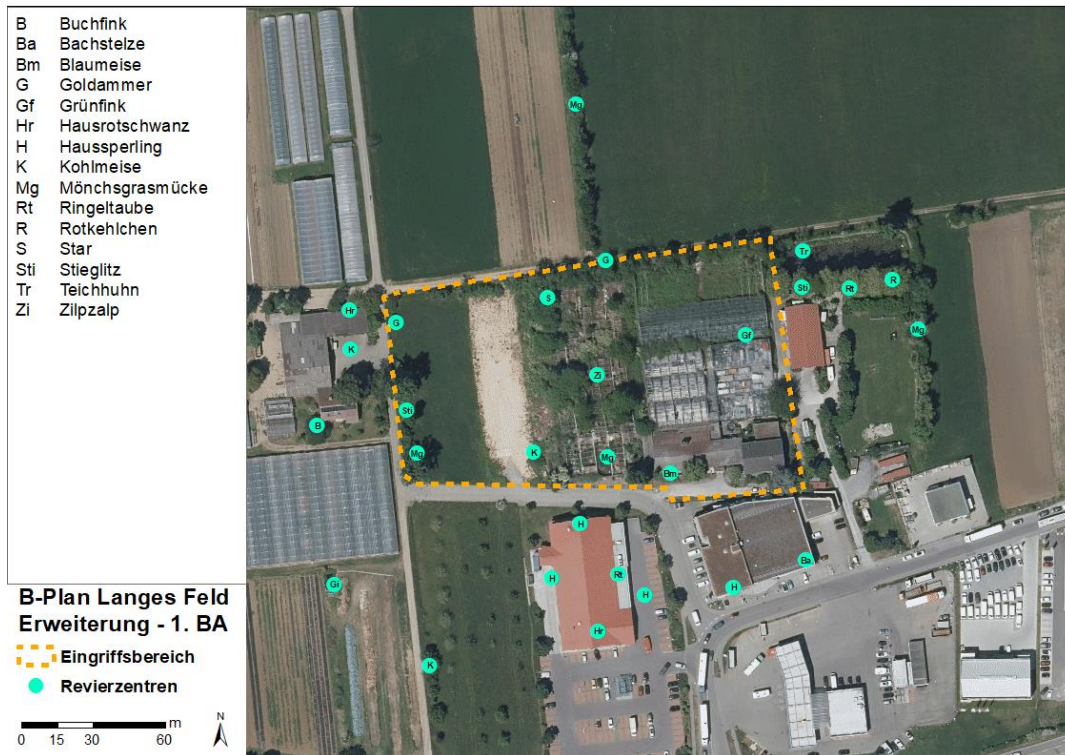 B Buchfink
Ba Bachstelze
Bm Blaumeise
G Goldammer
Gf Grünfink
Hr Hausrotschwanz
H Haussperling
K Kohlmeise
Mg Mönchsgrasmücke
Rt Ringeltaube
R Rotkehlchen
S Star
Sti Stieglitz
Tr Teichhuhn
Zi Zilpzalp
Mg
Tr
G
R
Sti
Rt
S
Hr
G
Mg
Gf
K
Zi
Sti
B
K
Mg
Mg
Bm
H
Ba
H
Rt
Gi
H
H
Hr
K
B-Plan Langes Feld
Erweiterung - 1. BA
Eingriffsbereich
Revierzentren
m
0 15 30 60
N